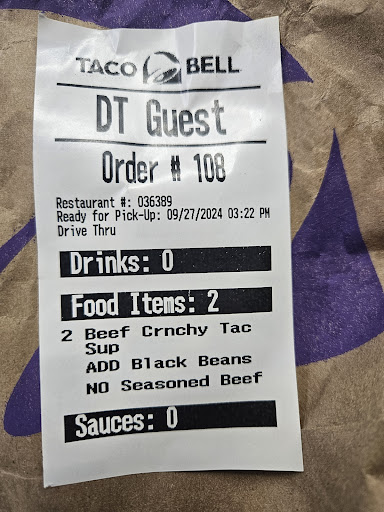 TACO BELL
DT Guest
Order # 108
Restaurant #: 036389
Ready for Pick-Up: 09/27/2024 03:22 PM
Drive Thru
Drinks: 0
Food Items: 2
2 Beef Crnchy Tac
Sup
ADD Black Beans
NO Seasoned Beef
Sauces: 0